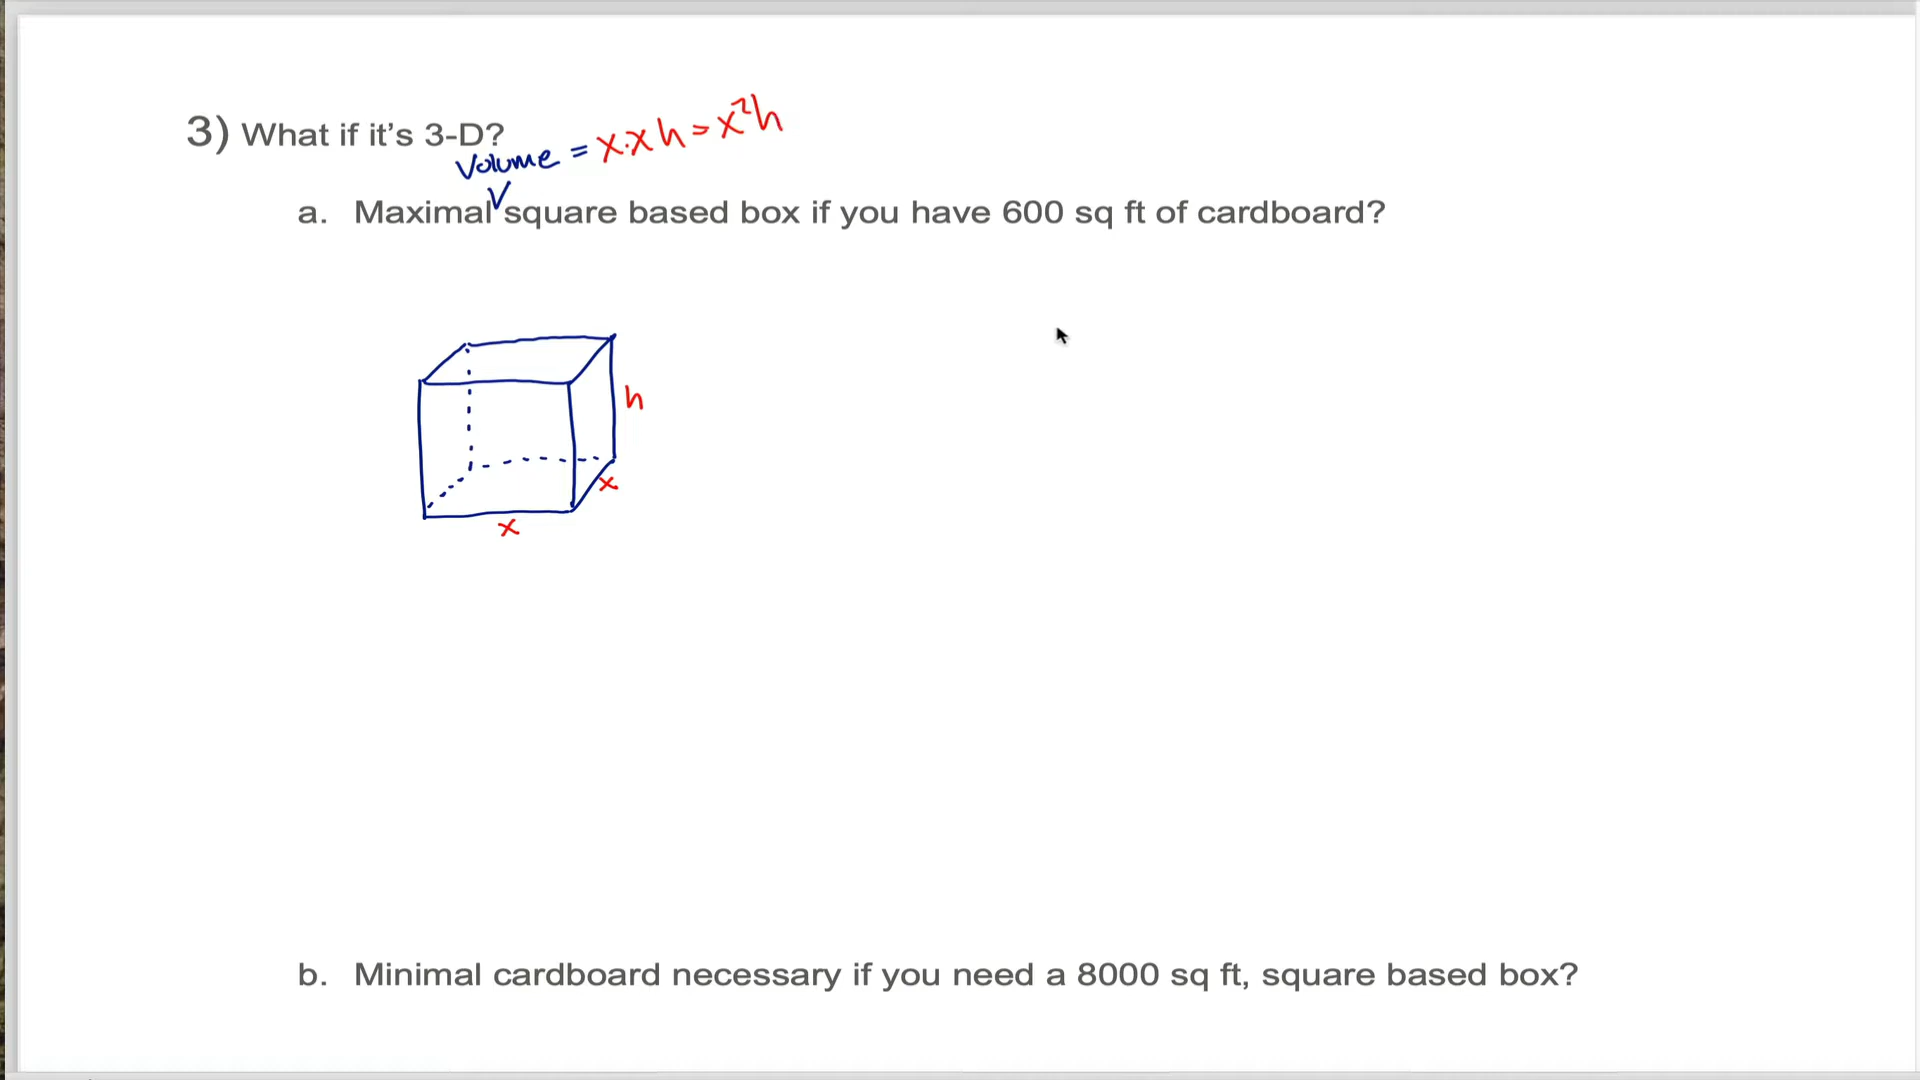 3) What if it's 3-D?
Volume = x·x h = x²h
a. Maximal square based box if you have 600 sq ft of cardboard?
h
x
x
b. Minimal cardboard necessary if you need a 8000 sq ft, square based box?